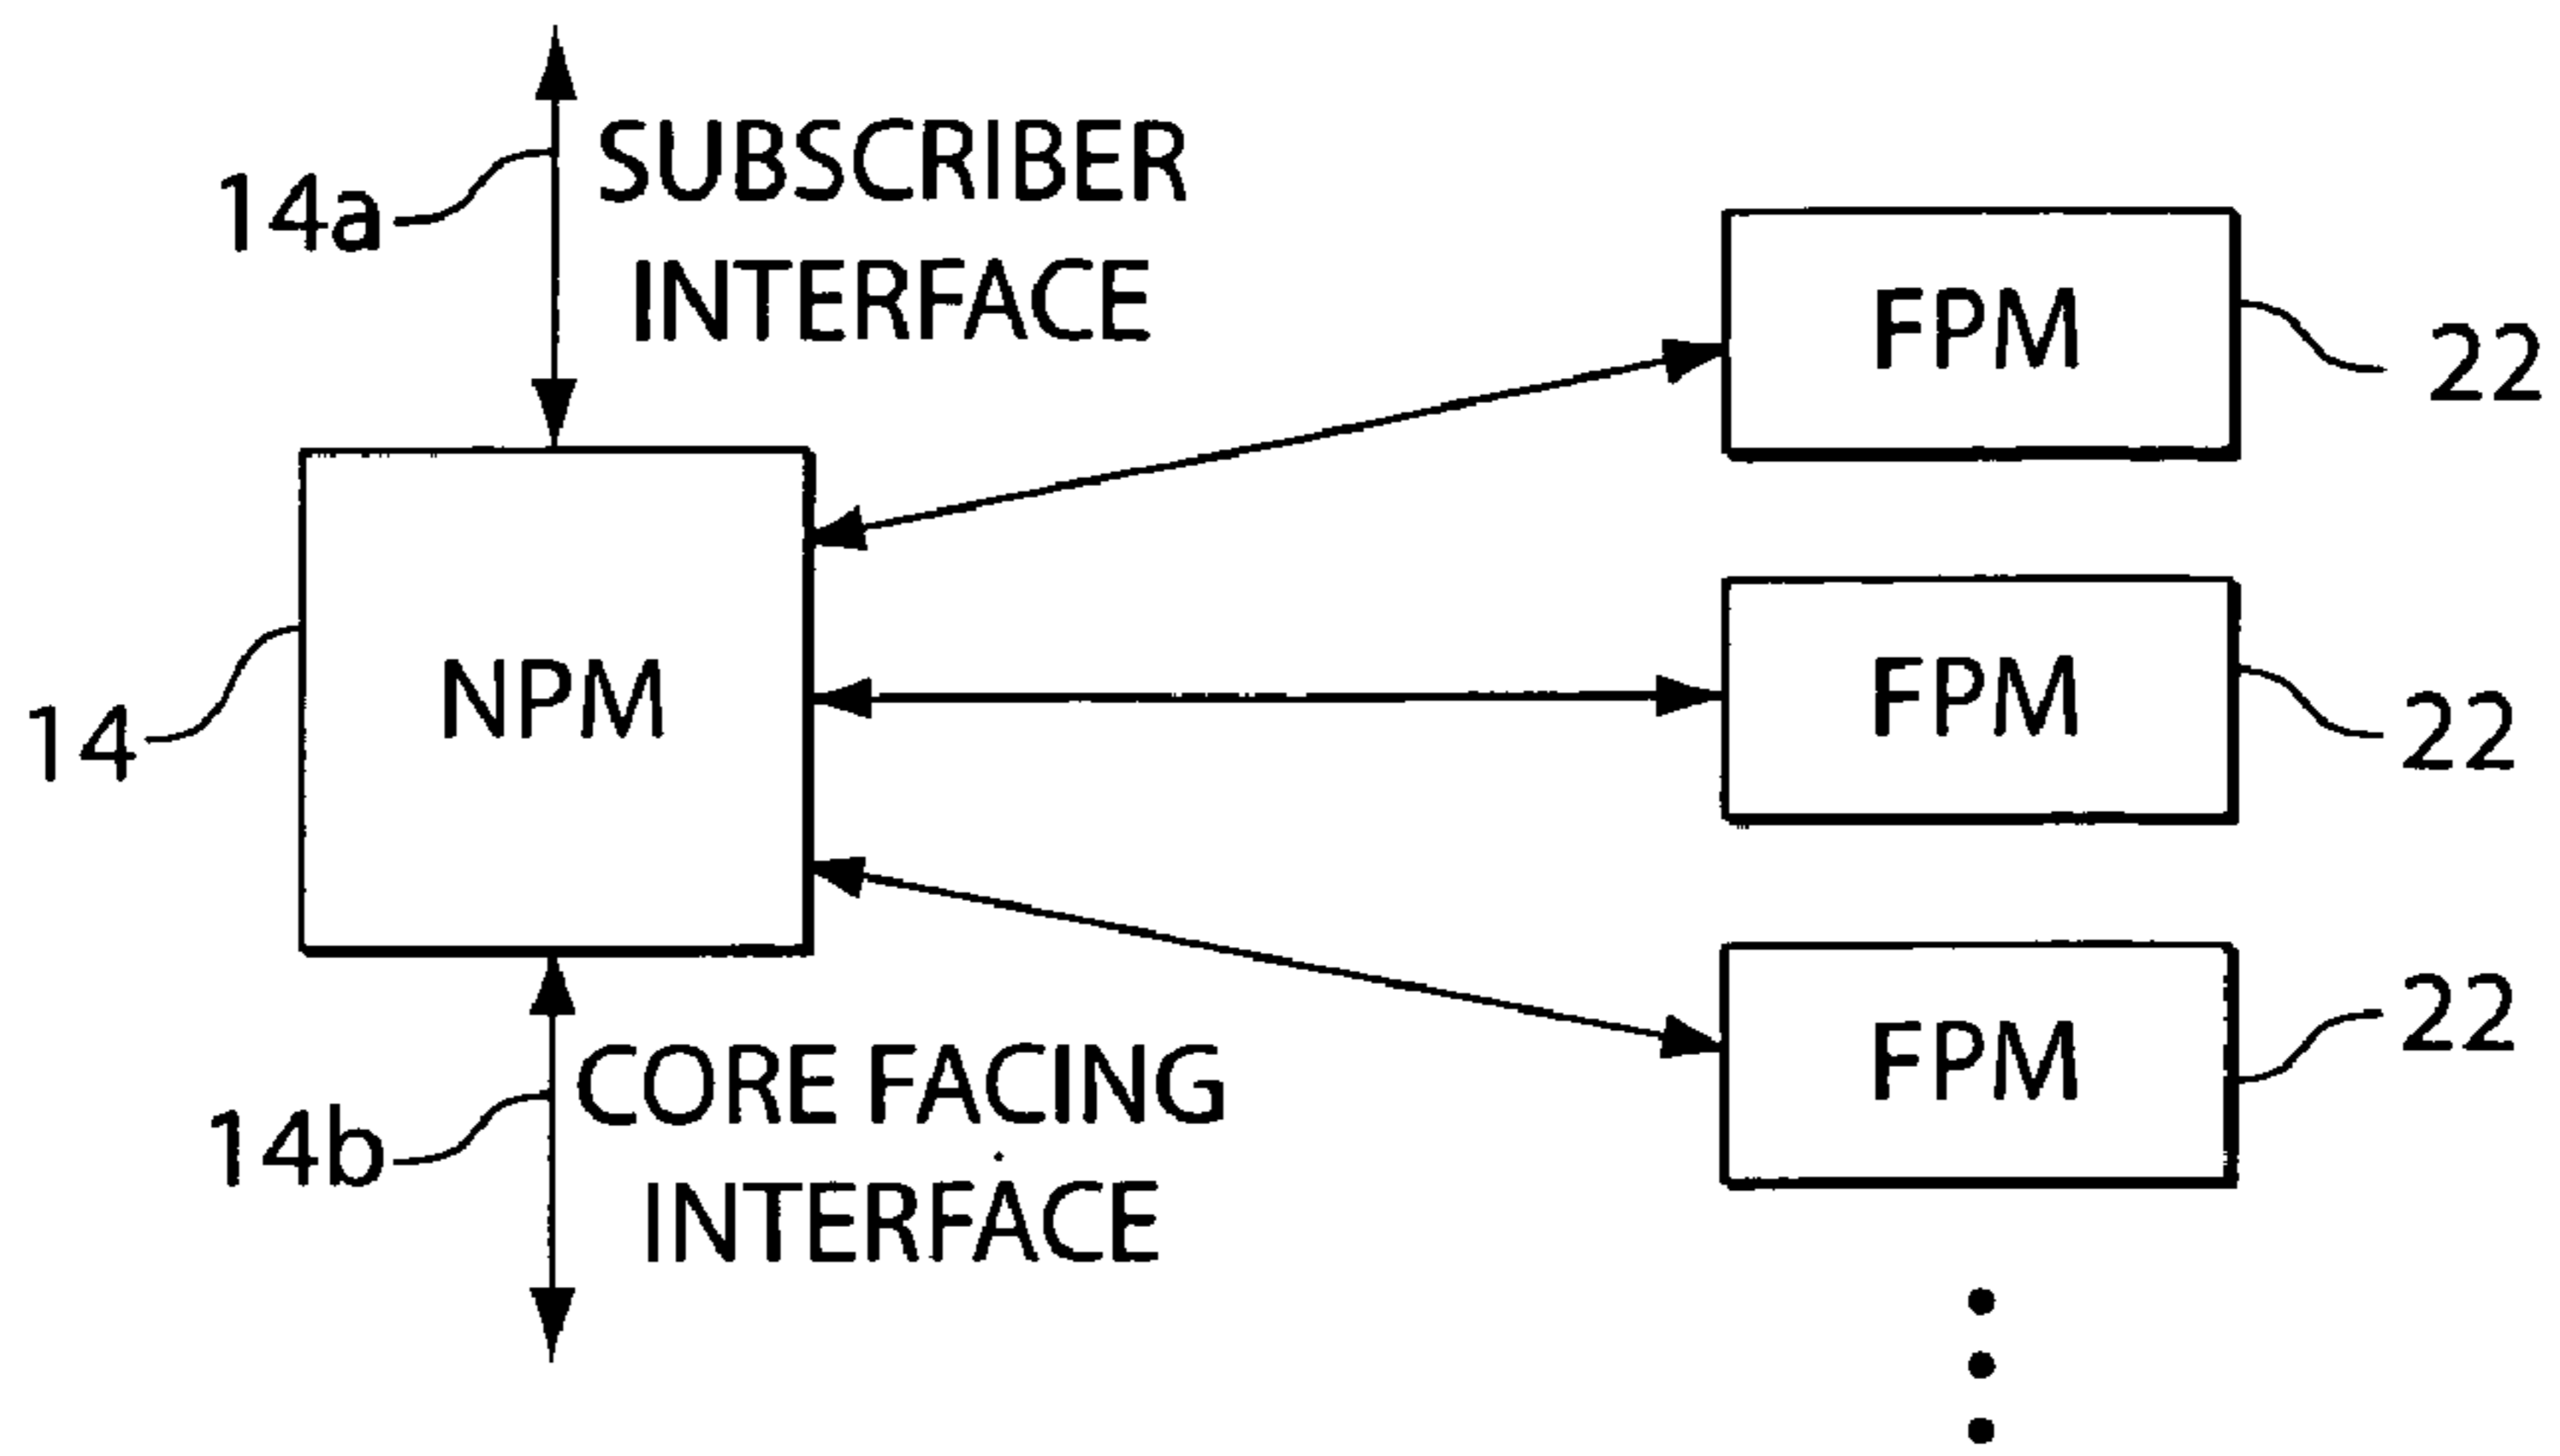 14a
SUBSCRIBER
INTERFACE
FPM
22
14
NPM
FPM
22
14b
CORE FACING
INTERFACE
FPM
22